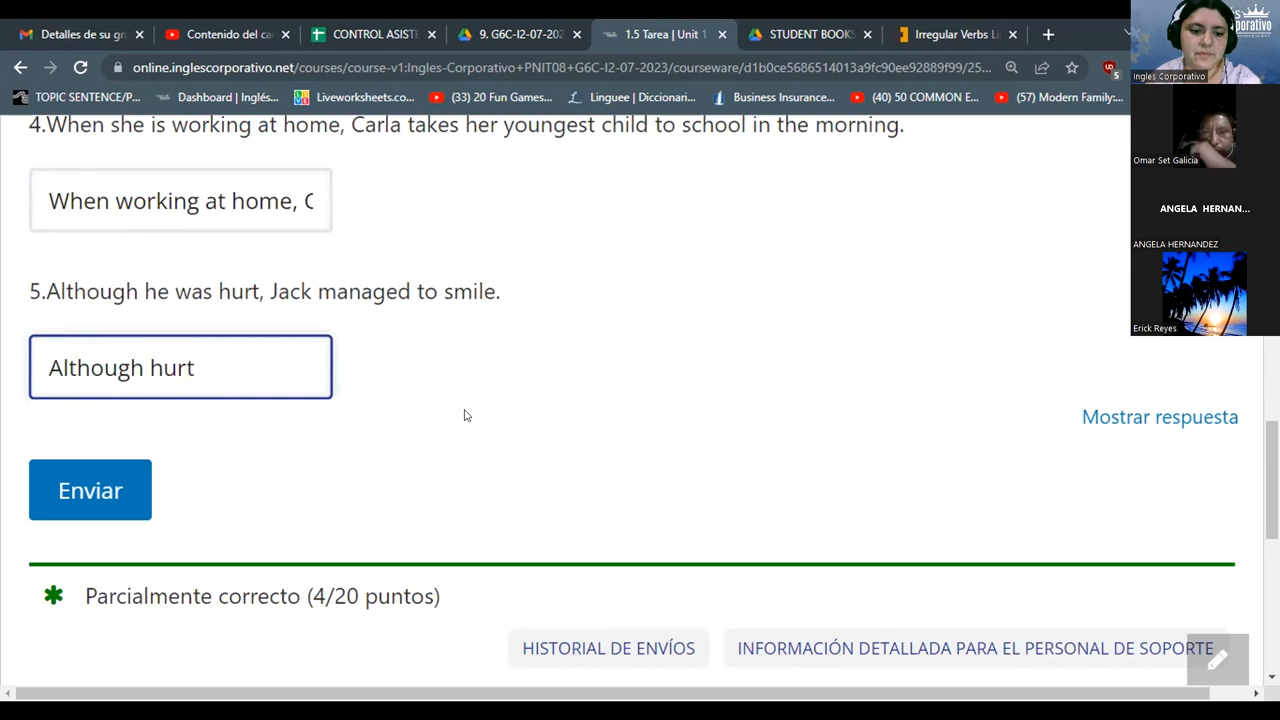 Detalles de su gr
Contenido del ca
CONTROL ASIST
9. G6C-I2-07-202
1.5 Tarea | Unit 1
STUDENT BOOKS
Irregular Verbs Li
online.inglescorporativo.net/courses/course-v1:Ingles-Corporativo+PNIT08+G6C-I2-07-2023/courseware/d1b0ce5686514013a9fc90ee92889f99/25...
TOPIC SENTENCE/P...
Dashboard | Inglés...
Liveworksheets.co...
(33) 20 Fun Games...
Linguee | Diccionari...
Business Insurance...
(40) 50 COMMON E...
(57) Modern Family:...
Ingles Corporativo
Omar Set Galicia
ANGELA HERNAN...
ANGELA HERNANDEZ
Erick Reyes
4.When she is working at home, Carla takes her youngest child to school in the morning.
When working at home, C
5.Although he was hurt, Jack managed to smile.
Although hurt
Mostrar respuesta
Enviar
Parcialmente correcto (4/20 puntos)
HISTORIAL DE ENVÍOS
INFORMACIÓN DETALLADA PARA EL PERSONAL DE SOPORTE